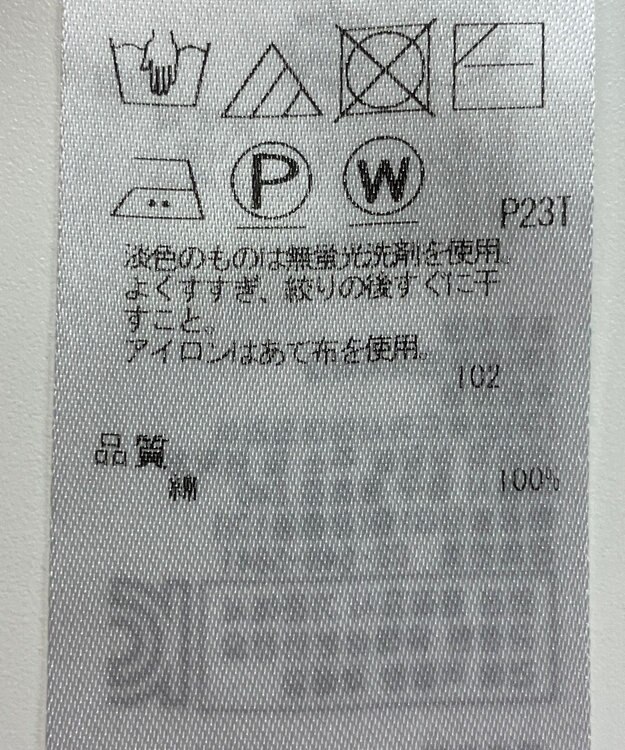 P W
P23T
淡色のものは無蛍光洗剤を使用。
よくすすぎ、絞りの後すぐに干
すこと。
アイロンはあて布を使用。
102
品質
綿 100%